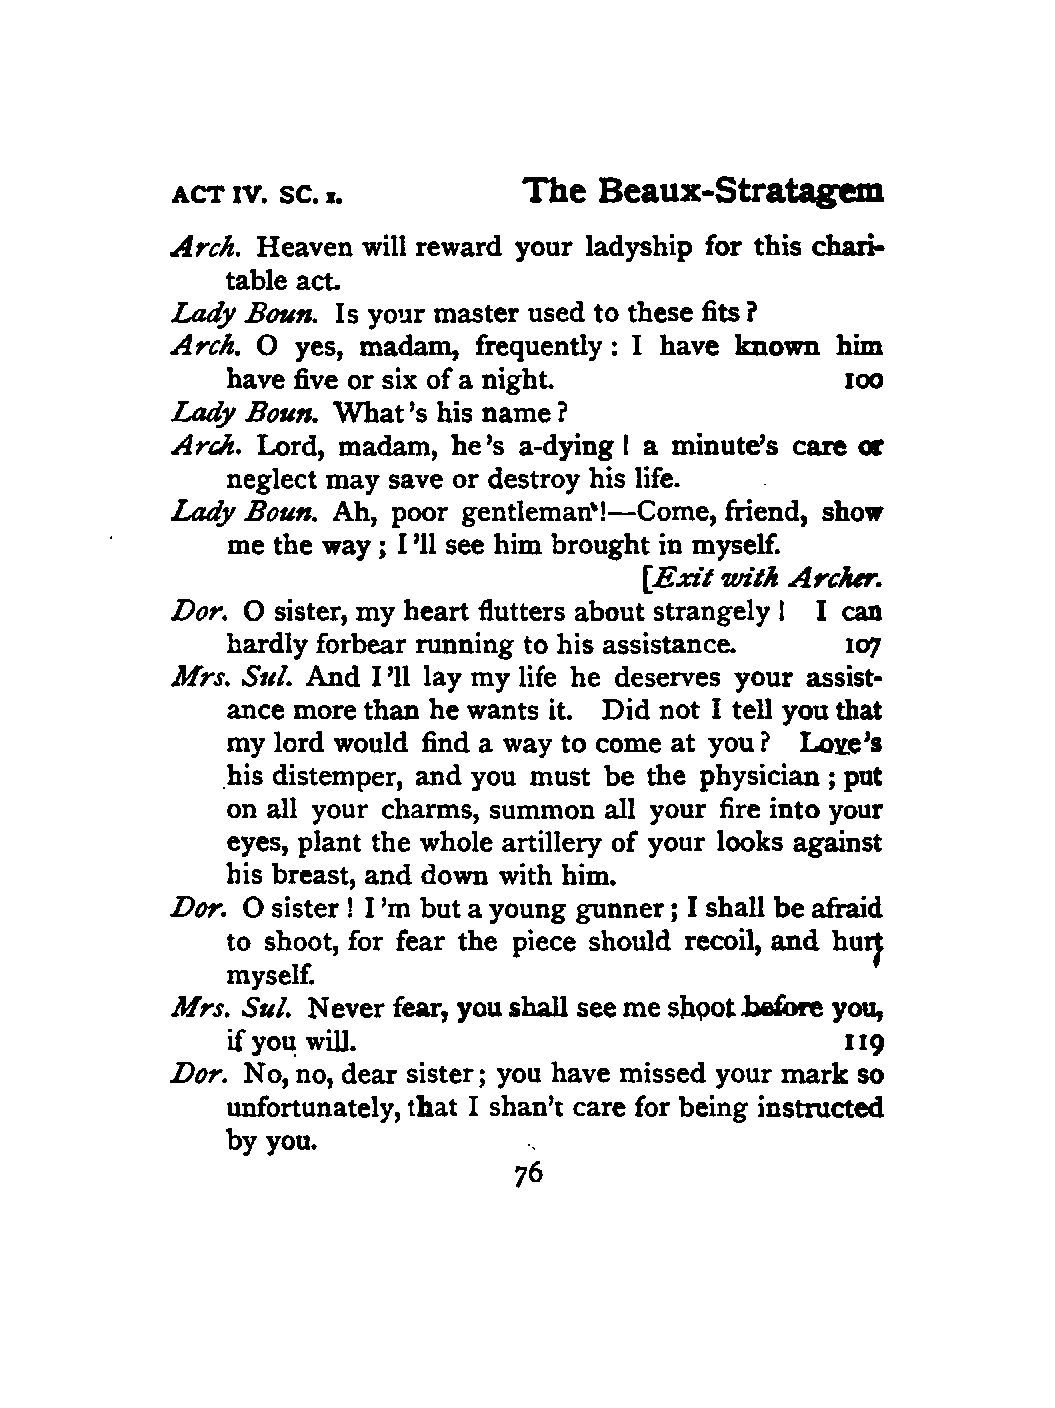 ACT IV. SC. I. The Beaux-Stratagem
Arch. Heaven will reward your ladyship for this chari-
table act.
Lady Boun. Is your master used to these fits?
Arch. O yes, madam, frequently: I have known him
have five or six of a night. 100
Lady Boun. What's his name?
Arch. Lord, madam, he's a-dying! a minute's care or
neglect may save or destroy his life.
Lady Boun. Ah, poor gentleman!—Come, friend, show
me the way; I'll see him brought in myself.
[Exit with Archer.
Dor. O sister, my heart flutters about strangely! I can
hardly forbear running to his assistance. 107
Mrs. Sul. And I'll lay my life he deserves your assist-
ance more than he wants it. Did not I tell you that
my lord would find a way to come at you? Love's
his distemper, and you must be the physician; put
on all your charms, summon all your fire into your
eyes, plant the whole artillery of your looks against
his breast, and down with him.
Dor. O sister! I'm but a young gunner; I shall be afraid
to shoot, for fear the piece should recoil, and hurt
myself.
Mrs. Sul. Never fear, you shall see me shoot before you,
if you will. 119
Dor. No, no, dear sister; you have missed your mark so
unfortunately, that I shan't care for being instructed
by you.
76